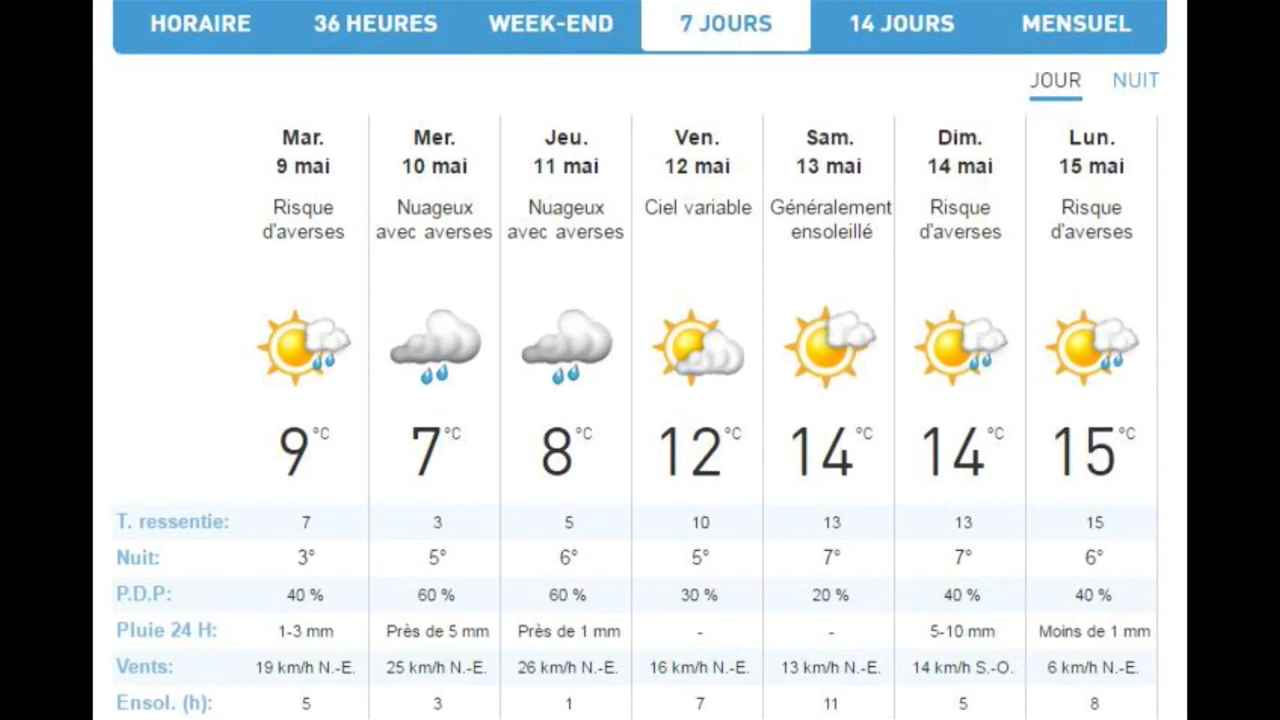 HORAIRE 36 HEURES WEEK-END 7 JOURS 14 JOURS MENSUEL
JOUR NUIT
Mar. Mer. Jeu. Ven. Sam. Dim. Lun.
9 mai 10 mai 11 mai 12 mai 13 mai 14 mai 15 mai
Risque Nuageux Nuageux Ciel variable Généralement Risque Risque
d'averses avec averses avec averses ensoleillé d'averses d'averses
9°C 7°C 8°C 12°C 14°C 14°C 15°C
T. ressentie: 7 3 5 10 13 13 15
Nuit: 3° 5° 6° 5° 7° 7° 6°
P.D.P: 40 % 60 % 60 % 30 % 20 % 40 % 40 %
Pluie 24 H: 1-3 mm Près de 5 mm Près de 1 mm - - 5-10 mm Moins de 1 mm
Vents: 19 km/h N.-E. 25 km/h N.-E. 26 km/h N.-E. 16 km/h N.-E. 13 km/h N.-E. 14 km/h S.-O. 6 km/h N.-E.
Ensol. (h): 5 3 1 7 11 5 8